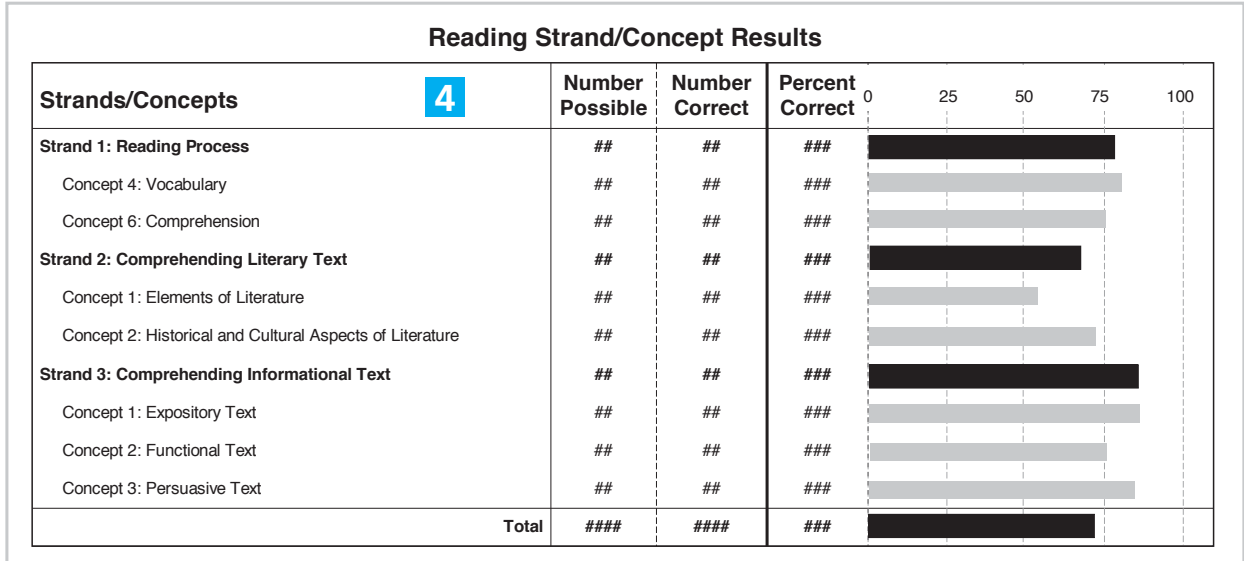 Reading Strand/Concept Results
Strands/Concepts 4 Number Possible Number Correct Percent Correct 0 25 50 75 100
Strand 1: Reading Process ## ## ###
Concept 4: Vocabulary ## ## ###
Concept 6: Comprehension ## ## ###
Strand 2: Comprehending Literary Text ## ## ###
Concept 1: Elements of Literature ## ## ###
Concept 2: Historical and Cultural Aspects of Literature ## ## ###
Strand 3: Comprehending Informational Text ## ## ###
Concept 1: Expository Text ## ## ###
Concept 2: Functional Text ## ## ###
Concept 3: Persuasive Text ## ## ###
Total #### #### ###